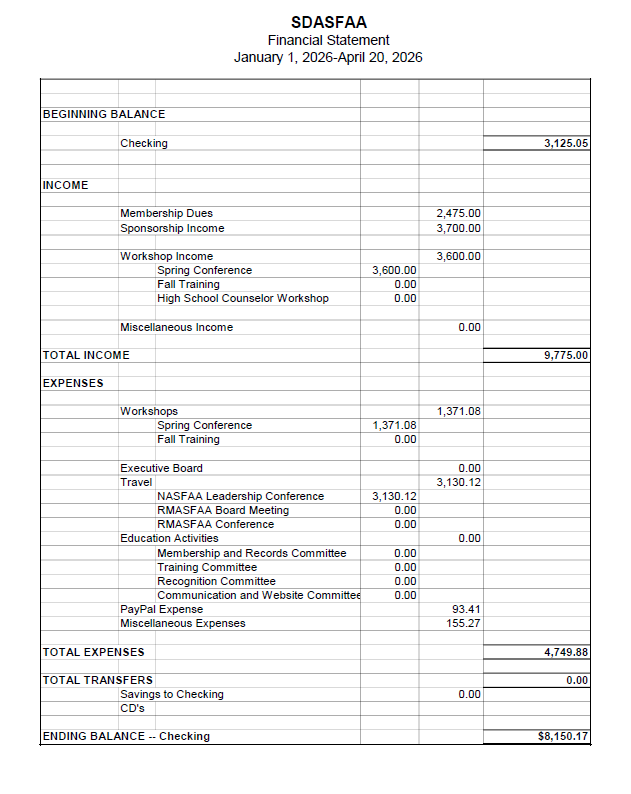 SDASFAA
Financial Statement
January 1, 2026-April 20, 2026
BEGINNING BALANCE
Checking 3,125.05
INCOME
Membership Dues 2,475.00
Sponsorship Income 3,700.00
Workshop Income 3,600.00
Spring Conference 3,600.00
Fall Training 0.00
High School Counselor Workshop 0.00
Miscellaneous Income 0.00
TOTAL INCOME 9,775.00
EXPENSES
Workshops 1,371.08
Spring Conference 1,371.08
Fall Training 0.00
Executive Board 0.00
Travel 3,130.12
NASFAA Leadership Conference 3,130.12
RMASFAA Board Meeting 0.00
RMASFAA Conference 0.00
Education Activities 0.00
Membership and Records Committee 0.00
Training Committee 0.00
Recognition Committee 0.00
Communication and Website Committee 0.00
PayPal Expense 93.41
Miscellaneous Expenses 155.27
TOTAL EXPENSES 4,749.88
TOTAL TRANSFERS 0.00
Savings to Checking 0.00
CD's
ENDING BALANCE -- Checking $8,150.17